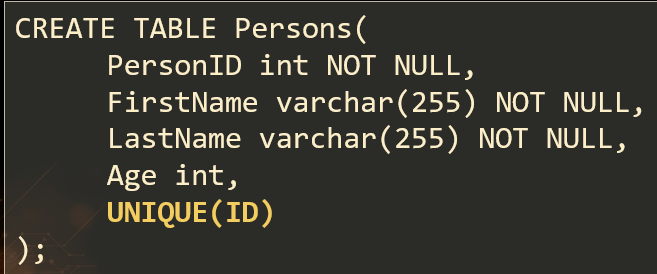 CREATE TABLE Persons(
PersonID int NOT NULL,
FirstName varchar(255) NOT NULL,
LastName varchar(255) NOT NULL,
Age int,
UNIQUE(ID)
);